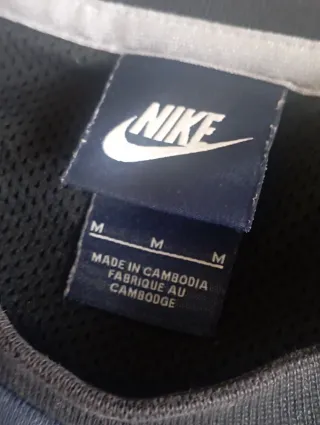 NIKE
M M M
MADE IN CAMBODIA
FABRIQUE AU
CAMBODGE